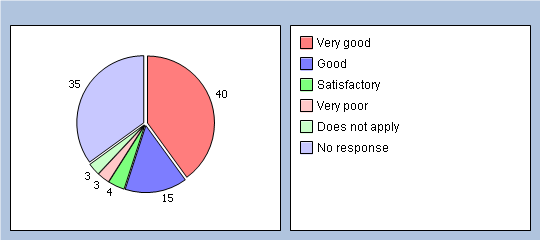 35
40
3
3
4
15
Very good
Good
Satisfactory
Very poor
Does not apply
No response